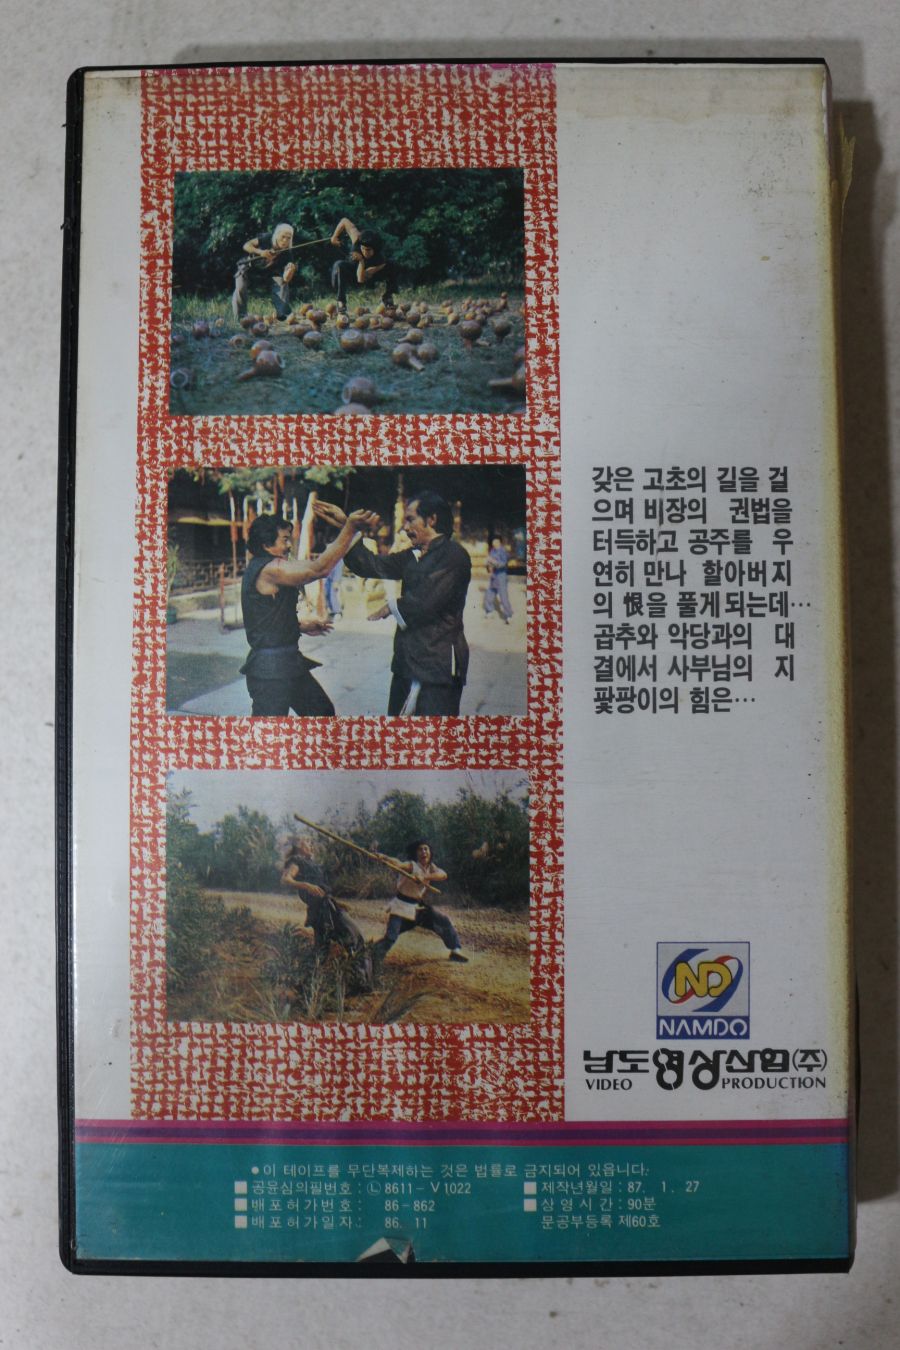 갖은 고초의 길을 걸
으며 비장의 권법을
터득하고 공주를 우
연히 만나 할아버지
의 恨을 풀게되는데…
곱추와 악당과의 대
결에서 사부님의 지
팢팡이의 힘은…
ND
NAMDO
남도영상산업(주)
VIDEO PRODUCTION
●이 테이프를 무단복제하는 것은 법률로 금지되어 있읍니다.
■공윤심의필번호 : Ⓛ8611-V1022
■배포허가번호 : 86-862
■배포허가일자 : 86. 11
■제작년월일 : 87. 1. 27
■상영시간 : 90분
문공부등록 제60호